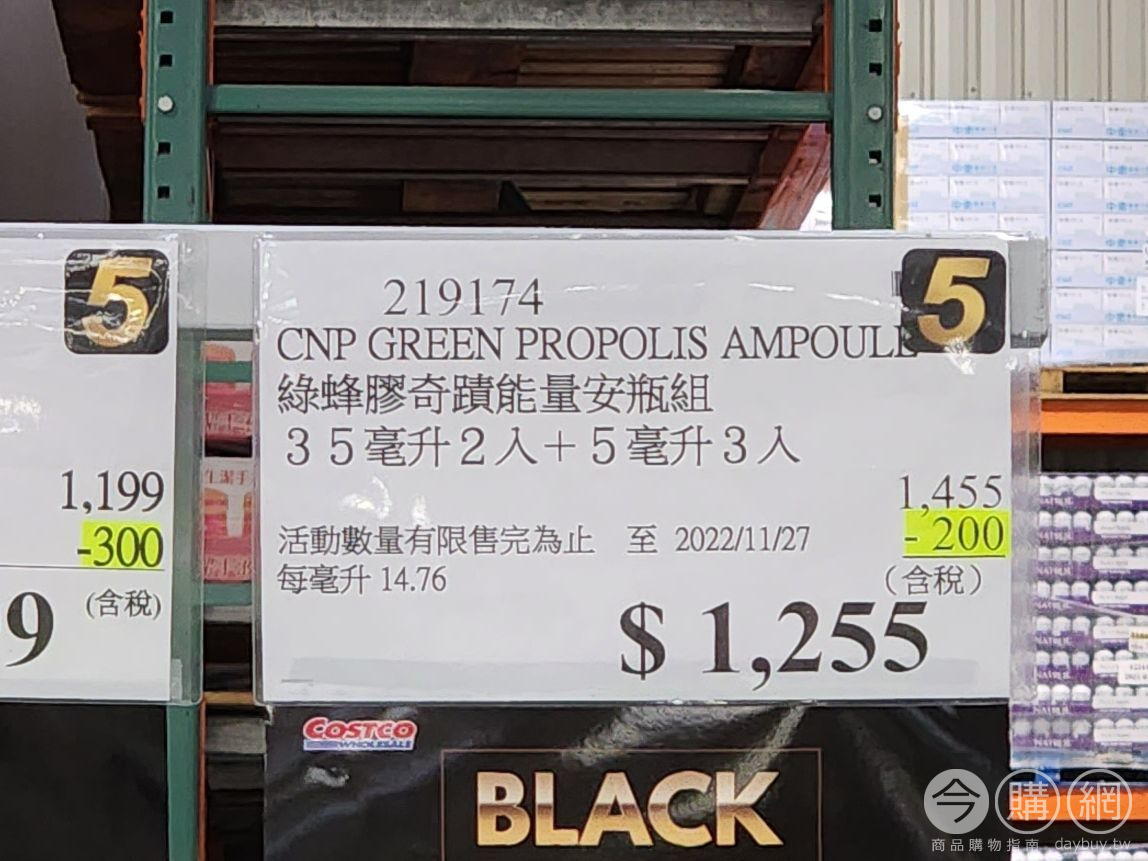 5
1,199
-300
(含稅)
9
5
219174
CNP GREEN PROPOLIS AMPOULE
綠蜂膠奇蹟能量安瓶組
３５毫升２入＋５毫升３入
1,455
- 200
活動數量有限售完為止 至 2022/11/27
每毫升 14.76
（含稅）
$ 1,255
COSTCO
WHOLESALE
BLACK
今購網
商品購物指南 daybuy.tw